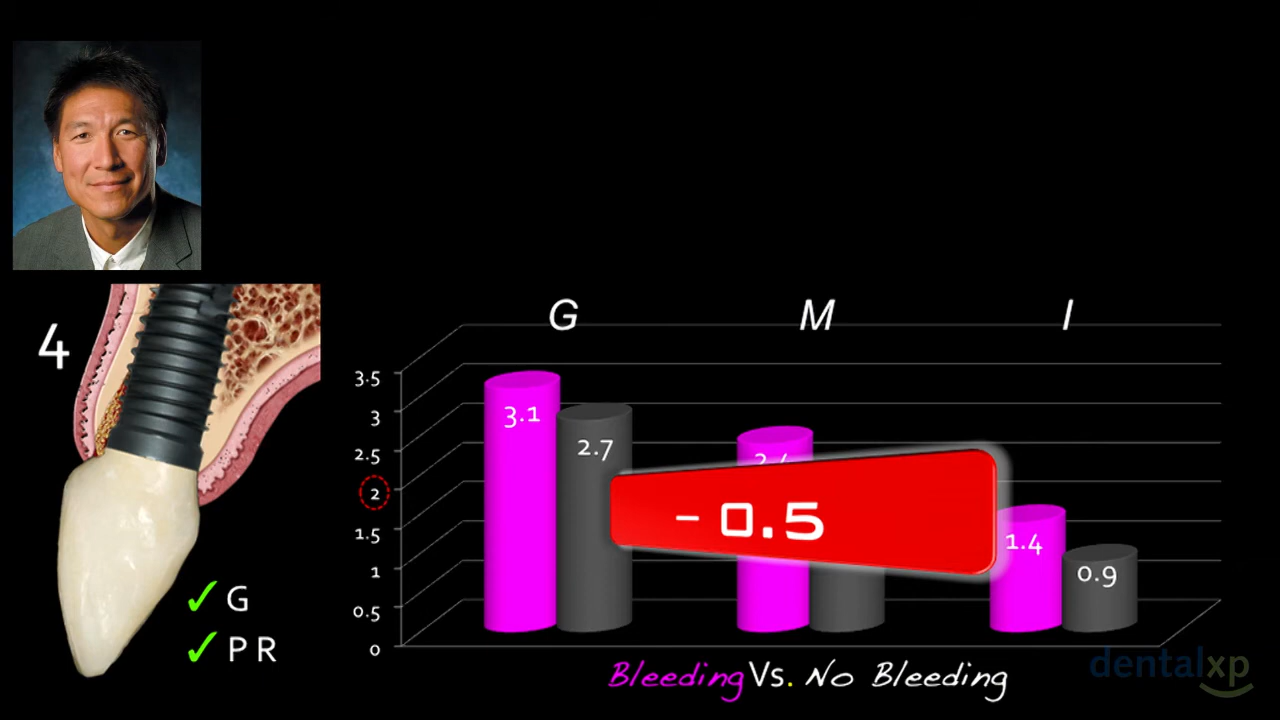 4
✓ G
✓ P R
G M I
3.5
3
2.5
2
1.5
1
0.5
0
3.1
2.7
- 0.5
1.4
0.9
Bleeding Vs. No Bleeding
dentalxp